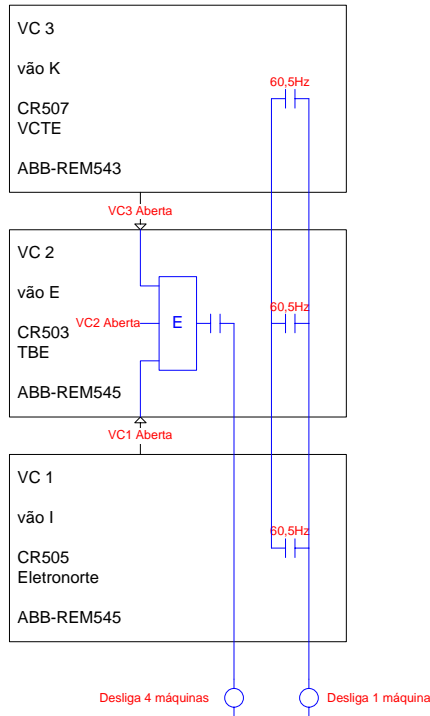 VC 3
vão K
60,5Hz
CR507
VCTE
ABB-REM543
VC3 Aberta
VC 2
vão E
60,5Hz
VC2 Aberta
E
CR503
TBE
ABB-REM545
VC1 Aberta
VC 1
vão I
60,5Hz
CR505
Eletronorte
ABB-REM545
Desliga 4 máquinas
Desliga 1 máquina